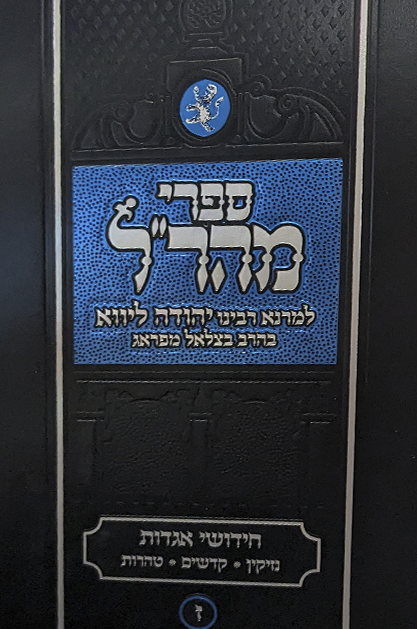 ספרי
מהר"ל
למרנא רבינו יהודה ליווא
בהרב בצלאל מפראג
חידושי אגדות
נזיקין • קדשים • טהרות
ז